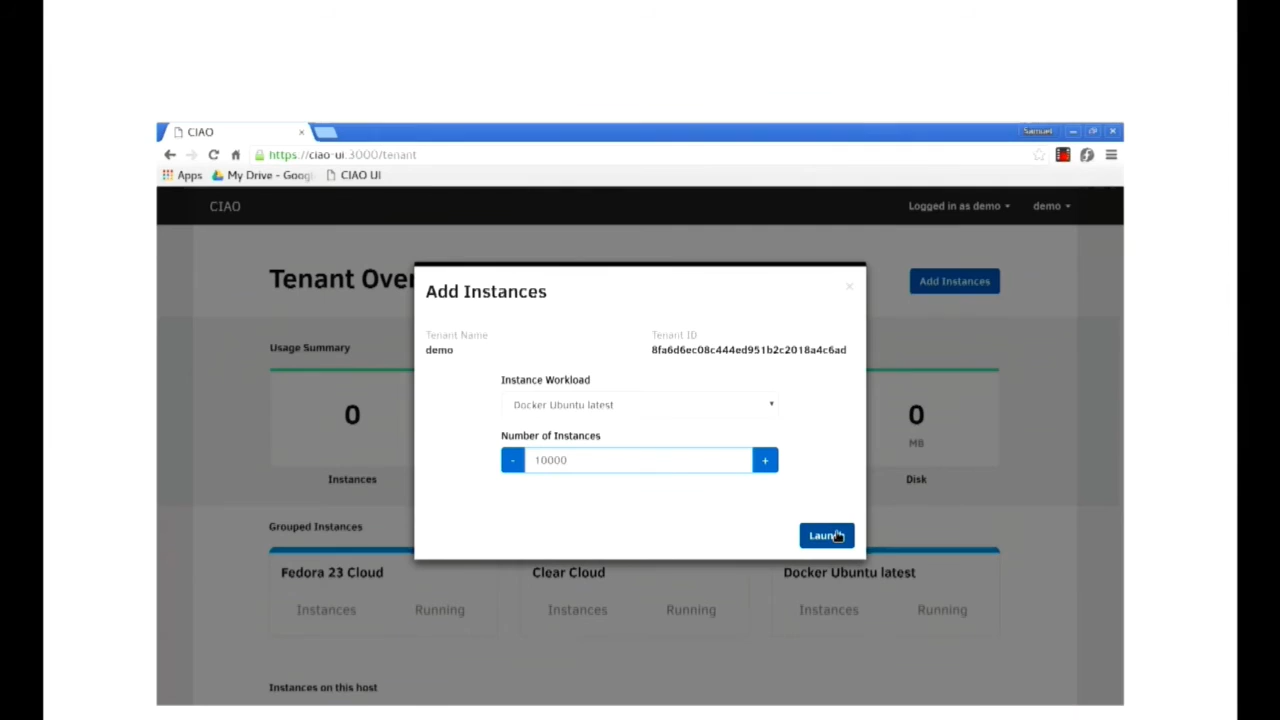 CIAO
Samuel
https://ciao-ui.3000/tenant
Apps My Drive - Goog CIAO UI
CIAO Logged in as demo demo
Tenant Over
Add Instances
Add Instances
Tenant Name Tenant ID
demo 8fa6d6ec08c444ed951b2c2018a4c6ad
Usage Summary
Instance Workload
Docker Ubuntu latest
0 0
MB
Number of Instances
- 10000 +
Instances Disk
Grouped Instances
Laun
Fedora 23 Cloud Clear Cloud Docker Ubuntu latest
Instances Running Instances Running Instances Running
Instances on this host